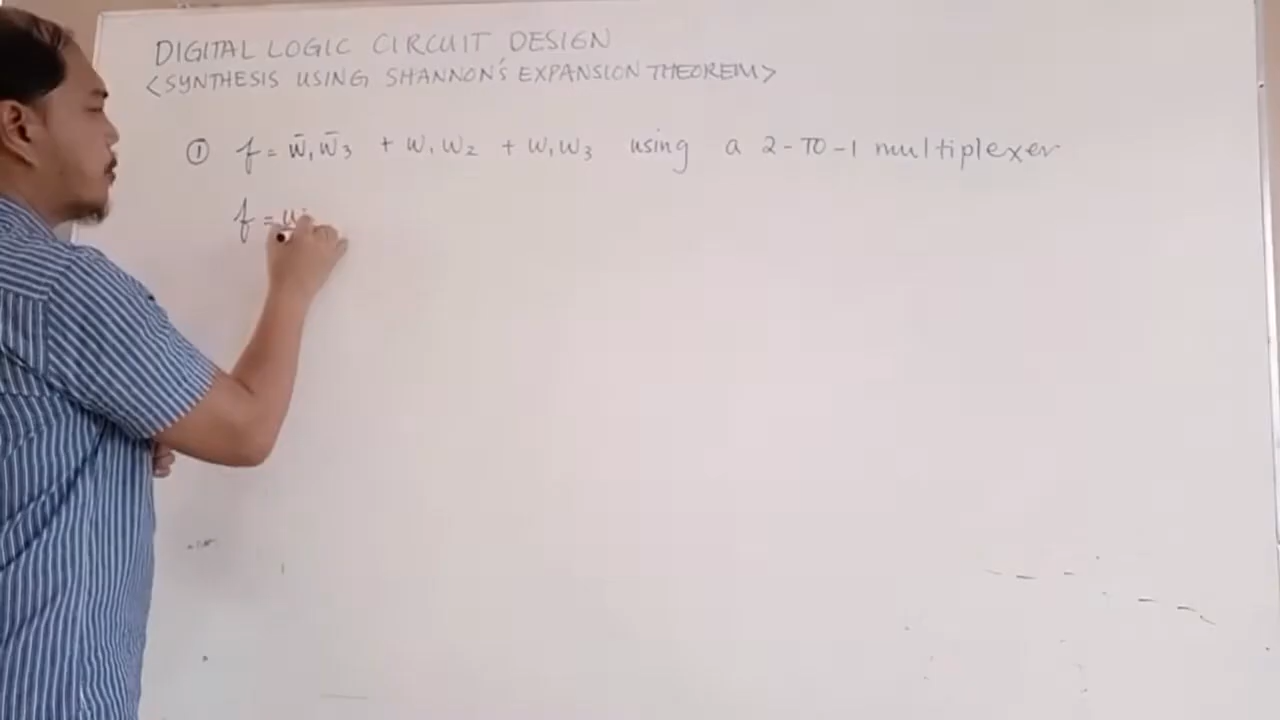 DIGITAL LOGIC CIRCUIT DESIGN
<SYNTHESIS USING SHANNON'S EXPANSION THEOREM>
① f = w̄₁w̄₃ + w₁w₂ + w₁w₃ using a 2-TO-1 multiplexer
f =